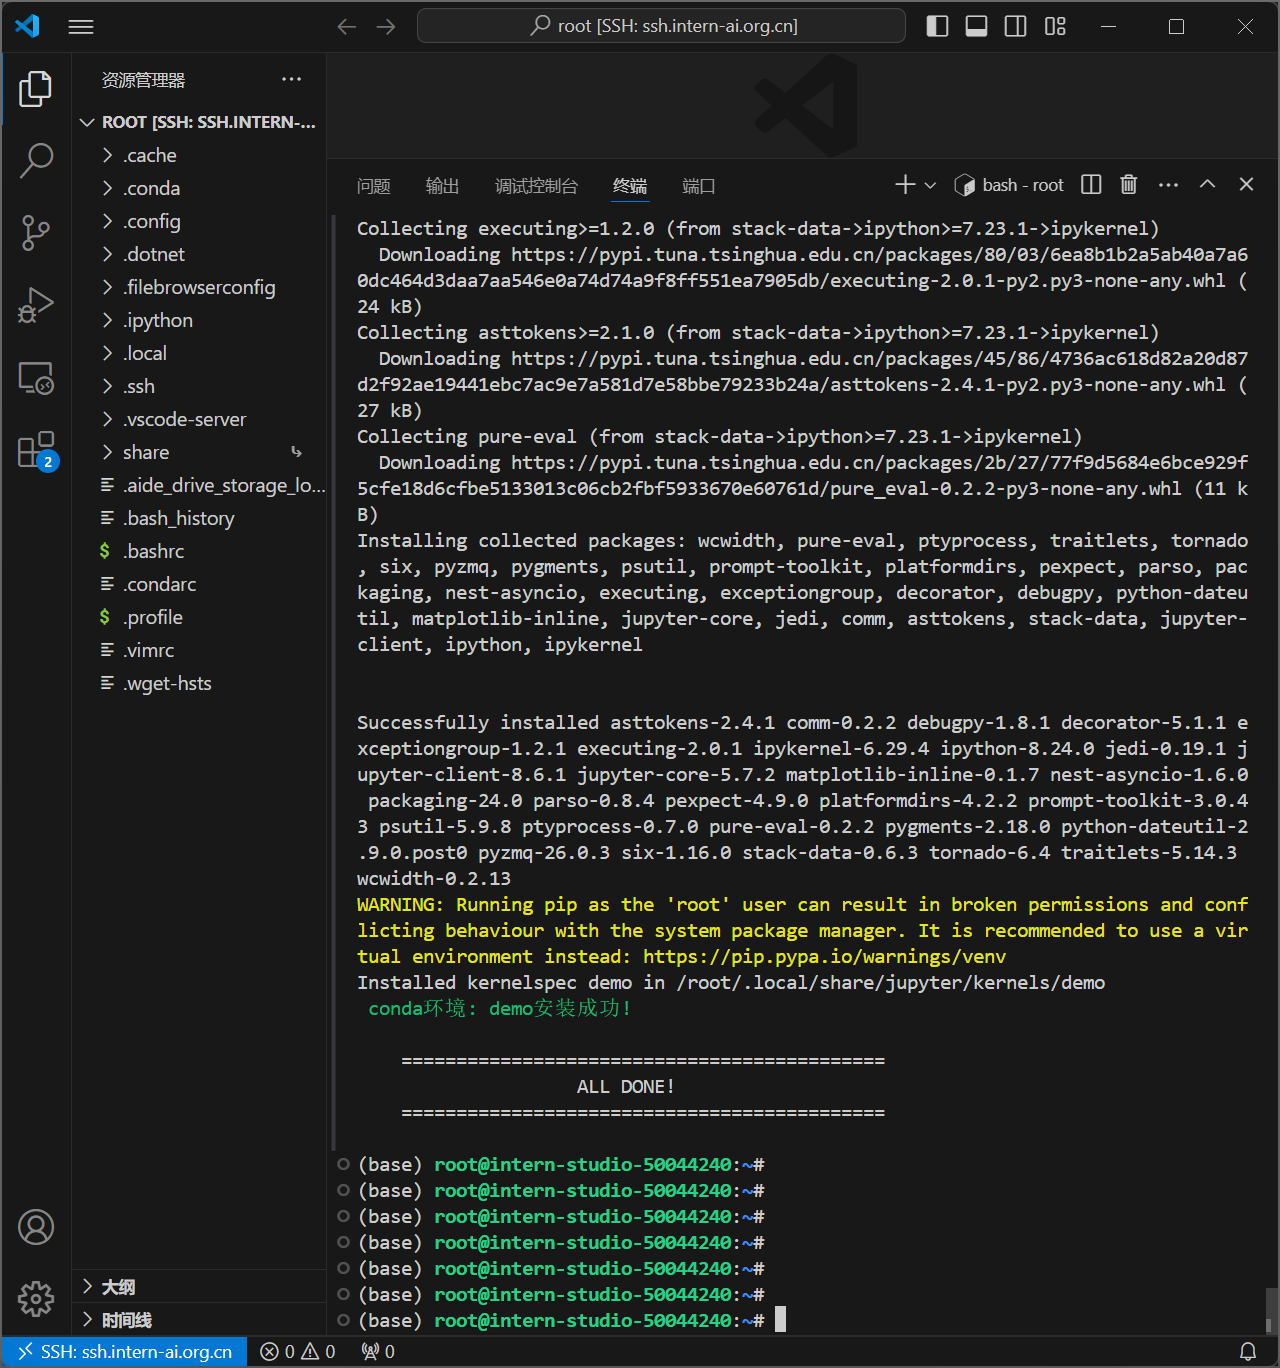 root [SSH: ssh.intern-ai.org.cn]
资源管理器
ROOT [SSH: SSH.INTERN-...
.cache
.conda
.config
.dotnet
.filebrowserconfig
.ipython
.local
.ssh
.vscode-server
share
.aide_drive_storage_lo...
.bash_history
$ .bashrc
.condarc
$ .profile
.vimrc
.wget-hsts
大纲
时间线
2
问题 输出 调试控制台 终端 端口
bash - root
Collecting executing>=1.2.0 (from stack-data->ipython>=7.23.1->ipykernel)
Downloading https://pypi.tuna.tsinghua.edu.cn/packages/80/03/6ea8b1b2a5ab40a7a6
0dc464d3daa7aa546e0a74d74a9f8ff551ea7905db/executing-2.0.1-py2.py3-none-any.whl (
24 kB)
Collecting asttokens>=2.1.0 (from stack-data->ipython>=7.23.1->ipykernel)
Downloading https://pypi.tuna.tsinghua.edu.cn/packages/45/86/4736ac618d82a20d87
d2f92ae19441ebc7ac9e7a581d7e58bbe79233b24a/asttokens-2.4.1-py2.py3-none-any.whl (
27 kB)
Collecting pure-eval (from stack-data->ipython>=7.23.1->ipykernel)
Downloading https://pypi.tuna.tsinghua.edu.cn/packages/2b/27/77f9d5684e6bce929f
5cfe18d6cfbe5133013c06cb2fbf5933670e60761d/pure_eval-0.2.2-py3-none-any.whl (11 k
B)
Installing collected packages: wcwidth, pure-eval, ptyprocess, traitlets, tornado
, six, pyzmq, pygments, psutil, prompt-toolkit, platformdirs, pexpect, parso, pac
kaging, nest-asyncio, executing, exceptiongroup, decorator, debugpy, python-dateu
til, matplotlib-inline, jupyter-core, jedi, comm, asttokens, stack-data, jupyter-
client, ipython, ipykernel
Successfully installed asttokens-2.4.1 comm-0.2.2 debugpy-1.8.1 decorator-5.1.1 e
xceptiongroup-1.2.1 executing-2.0.1 ipykernel-6.29.4 ipython-8.24.0 jedi-0.19.1 j
upyter-client-8.6.1 jupyter-core-5.7.2 matplotlib-inline-0.1.7 nest-asyncio-1.6.0
packaging-24.0 parso-0.8.4 pexpect-4.9.0 platformdirs-4.2.2 prompt-toolkit-3.0.4
3 psutil-5.9.8 ptyprocess-0.7.0 pure-eval-0.2.2 pygments-2.18.0 python-dateutil-2
.9.0.post0 pyzmq-26.0.3 six-1.16.0 stack-data-0.6.3 tornado-6.4 traitlets-5.14.3
wcwidth-0.2.13
WARNING: Running pip as the 'root' user can result in broken permissions and conf
licting behaviour with the system package manager. It is recommended to use a vir
tual environment instead: https://pip.pypa.io/warnings/venv
Installed kernelspec demo in /root/.local/share/jupyter/kernels/demo
conda环境: demo安装成功!
============================================
ALL DONE!
============================================
(base) root@intern-studio-50044240:~#
(base) root@intern-studio-50044240:~#
(base) root@intern-studio-50044240:~#
(base) root@intern-studio-50044240:~#
(base) root@intern-studio-50044240:~#
(base) root@intern-studio-50044240:~#
(base) root@intern-studio-50044240:~#
SSH: ssh.intern-ai.org.cn 0 0 0